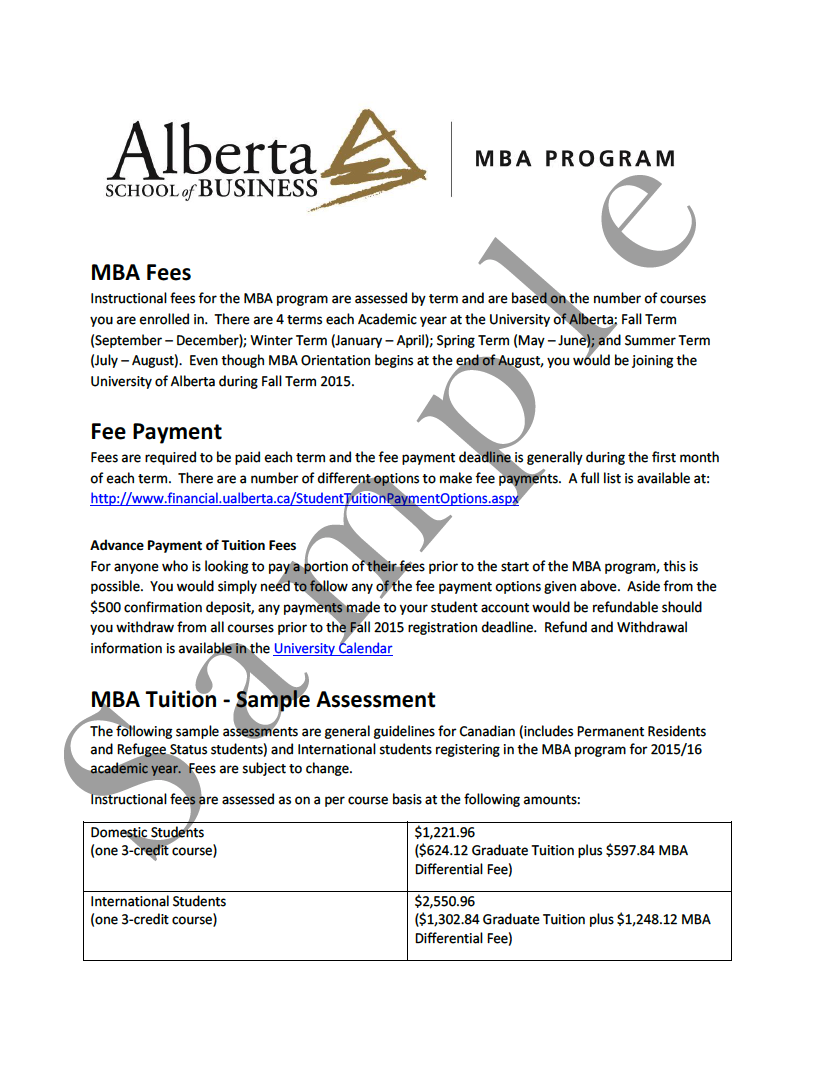 Alberta
SCHOOL of BUSINESS
MBA PROGRAM
MBA Fees
Instructional fees for the MBA program are assessed by term and are based on the number of courses
you are enrolled in.  There are 4 terms each Academic year at the University of Alberta: Fall Term
(September – December); Winter Term (January – April); Spring Term (May – June); and Summer Term
(July – August).  Even though MBA Orientation begins at the end of August, you would be joining the
University of Alberta during Fall Term 2015.
Fee Payment
Fees are required to be paid each term and the fee payment deadline is generally during the first month
of each term.  There are a number of different options to make fee payments.  A full list is available at:
http://www.financial.ualberta.ca/StudentTuitionPaymentOptions.aspx
Advance Payment of Tuition Fees
For anyone who is looking to pay a portion of their fees prior to the start of the MBA program, this is
possible.  You would simply need to follow any of the fee payment options given above.  Aside from the
$500 confirmation deposit, any payments made to your student account would be refundable should
you withdraw from all courses prior to the Fall 2015 registration deadline.  Refund and Withdrawal
information is available in the University Calendar
MBA Tuition - Sample Assessment
The following sample assessments are general guidelines for Canadian (includes Permanent Residents
and Refugee Status students) and International students registering in the MBA program for 2015/16
academic year.  Fees are subject to change.
Instructional fees are assessed as on a per course basis at the following amounts:
Domestic Students
(one 3-credit course)
$1,221.96
($624.12 Graduate Tuition plus $597.84 MBA
Differential Fee)
International Students
(one 3-credit course)
$2,550.96
($1,302.84 Graduate Tuition plus $1,248.12 MBA
Differential Fee)
Sample